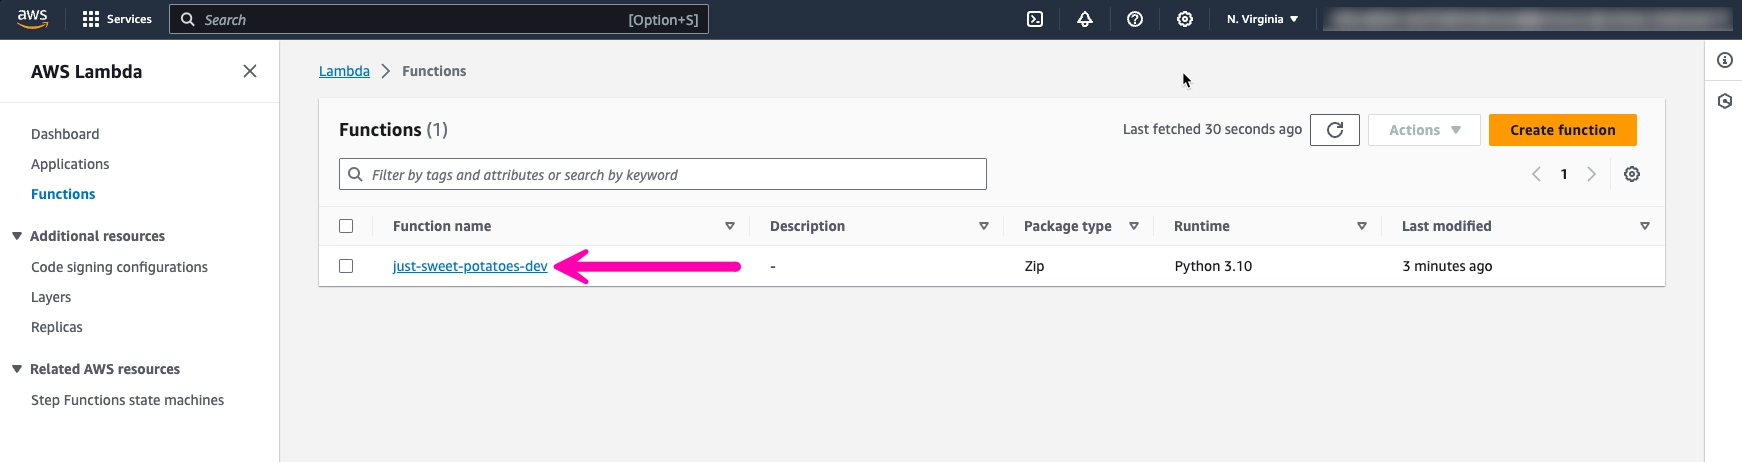 aws Services Search [Option+S] N. Virginia
AWS Lambda
Dashboard
Applications
Functions
Additional resources
Code signing configurations
Layers
Replicas
Related AWS resources
Step Functions state machines
Lambda Functions
Functions (1) Last fetched 30 seconds ago Actions Create function
Filter by tags and attributes or search by keyword 1
Function name Description Package type Runtime Last modified
just-sweet-potatoes-dev - Zip Python 3.10 3 minutes ago